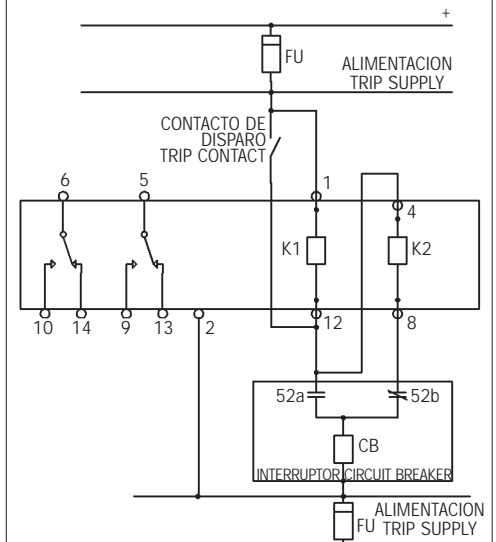 +
FU
ALIMENTACION
TRIP SUPPLY
CONTACTO DE
DISPARO
TRIP CONTACT
6 5 1 4
K1 K2
10 14 9 13 2 12 8
52a 52b
CB
INTERRUPTOR CIRCUIT BREAKER
ALIMENTACION
FU TRIP SUPPLY